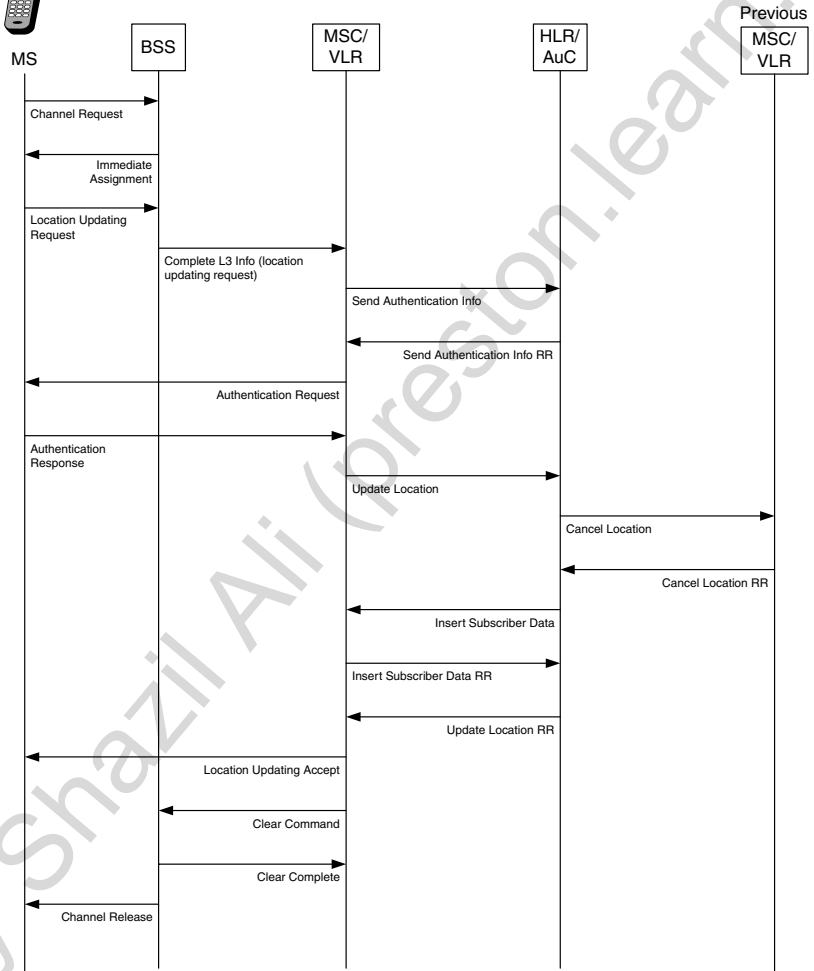 Previous
MS
BSS
MSC/
VLR
HLR/
AuC
MSC/
VLR
Channel Request
Immediate
Assignment
Location Updating
Request
Complete L3 Info (location
updating request)
Send Authentication Info
Send Authentication Info RR
Authentication Request
Authentication
Response
Update Location
Cancel Location
Cancel Location RR
Insert Subscriber Data
Insert Subscriber Data RR
Update Location RR
Location Updating Accept
Clear Command
Clear Complete
Channel Release
Shazil Ali (preston.learn.